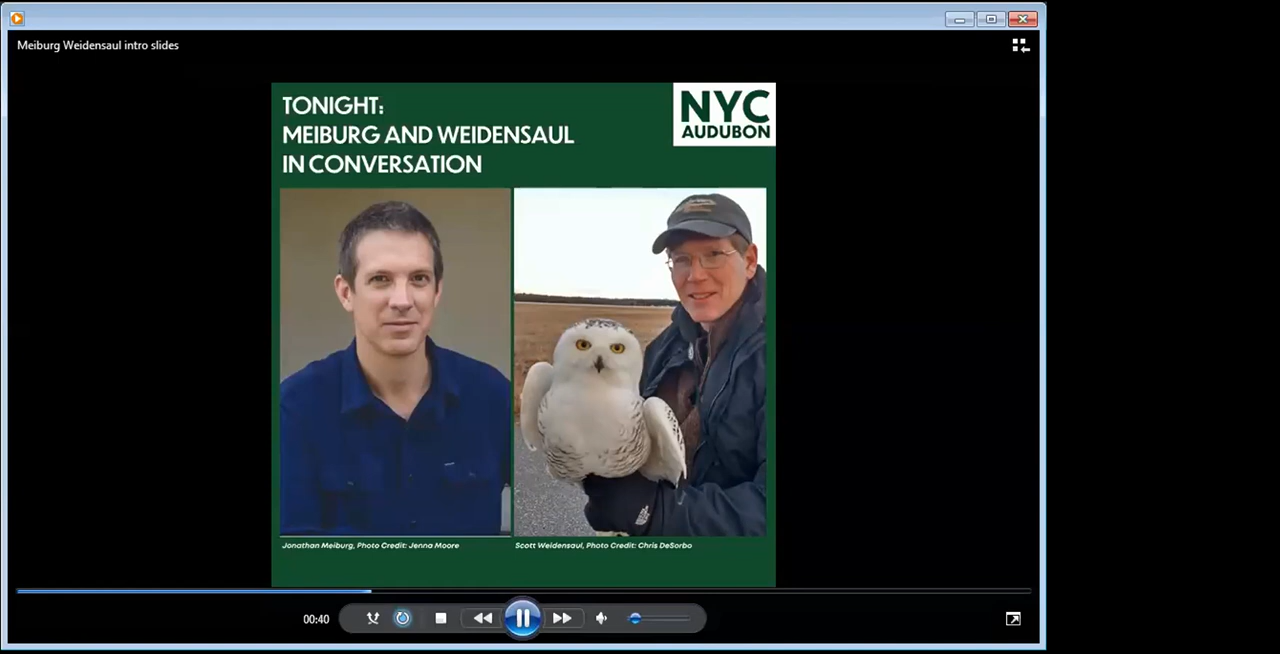 Meiburg Weidensaul intro slides
TONIGHT:
MEIBURG AND WEIDENSAUL
IN CONVERSATION
NYC
AUDUBON
Jonathan Meiburg, Photo Credit: Jenna Moore
Scott Weidensaul, Photo Credit: Chris DeSorbo
00:40